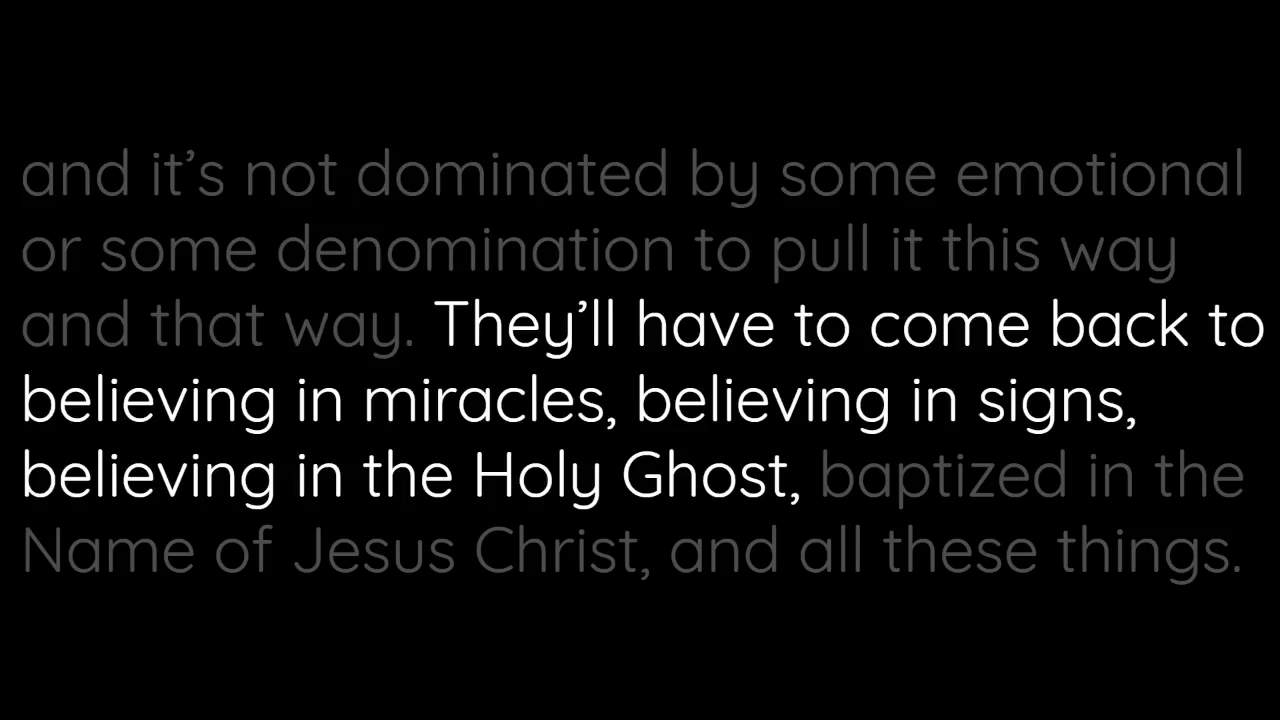 and it’s not dominated by some emotional
or some denomination to pull it this way
and that way. They’ll have to come back to
believing in miracles, believing in signs,
believing in the Holy Ghost, baptized in the
Name of Jesus Christ, and all these things.